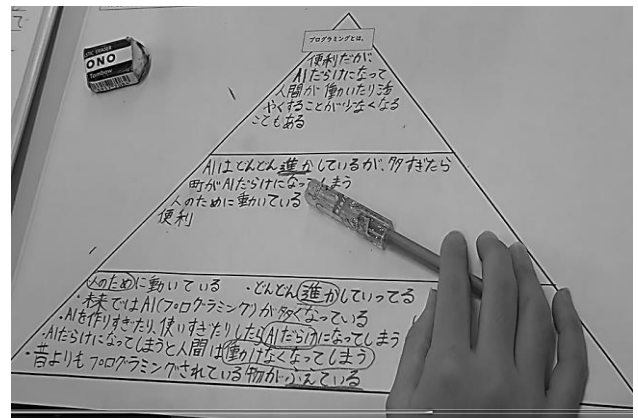 プログラミングとは。
便利だがに
AIだらけになって
人間が働いたり活
やくすることが少なくなる
こともある
AIはどんどん進かしているが、多すぎたら
町がAIだらけになってしまう
人のために動いている
便利
人のために動いている ・どんどん進かしていってる
・未来ではAI(プログラミング)が多くなっている
・AIを作りすぎたり、使いすぎたりしたらAIだらけになってしまう
・AIだらけになってしまうと人間は働けなくなってしまう
・昔よりもプログラミングされている物がふえている
STIC ERASER
ONO
Tombow